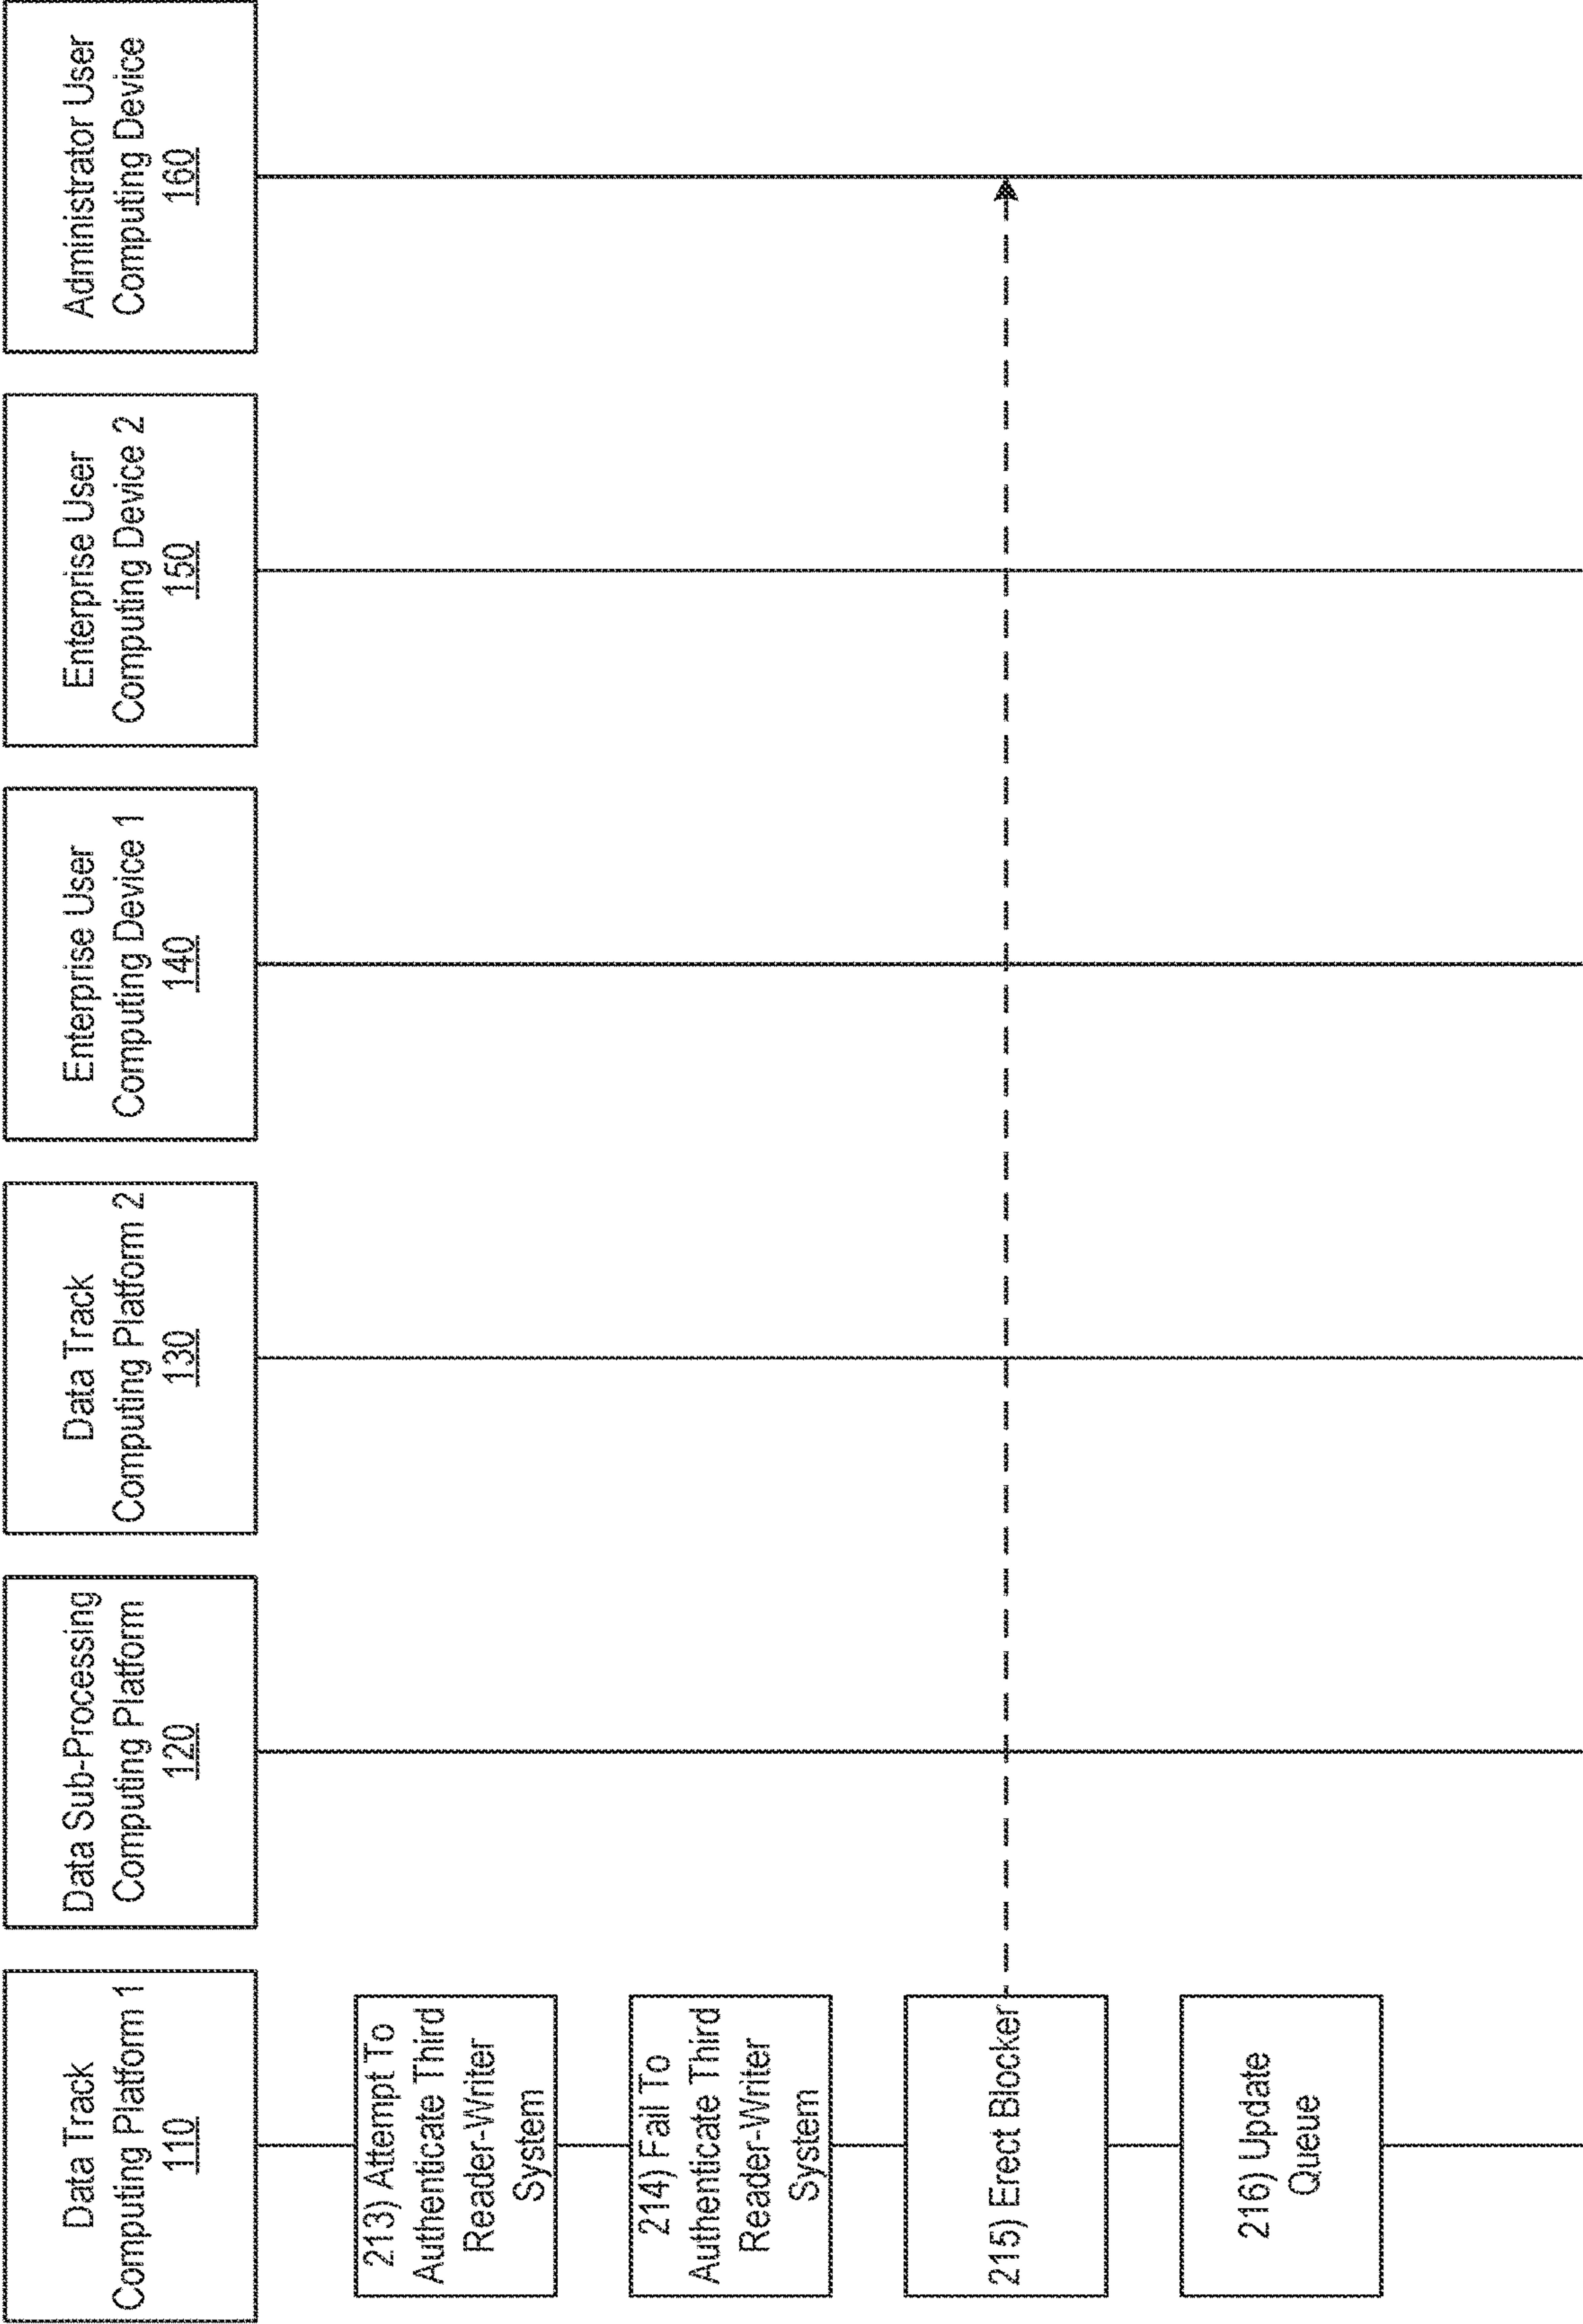 Data Track
Computing Platform 1
110
Data Sub-Processing
Computing Platform
120
Data Track
Computing Platform 2
130
Enterprise User
Computing Device 1
140
Enterprise User
Computing Device 2
150
Administrator User
Computing Device
160
213) Attempt To
Authenticate Third
Reader-Writer
System
214) Fail To
Authenticate Third
Reader-Writer
System
215) Erect Blocker
216) Update
Queue